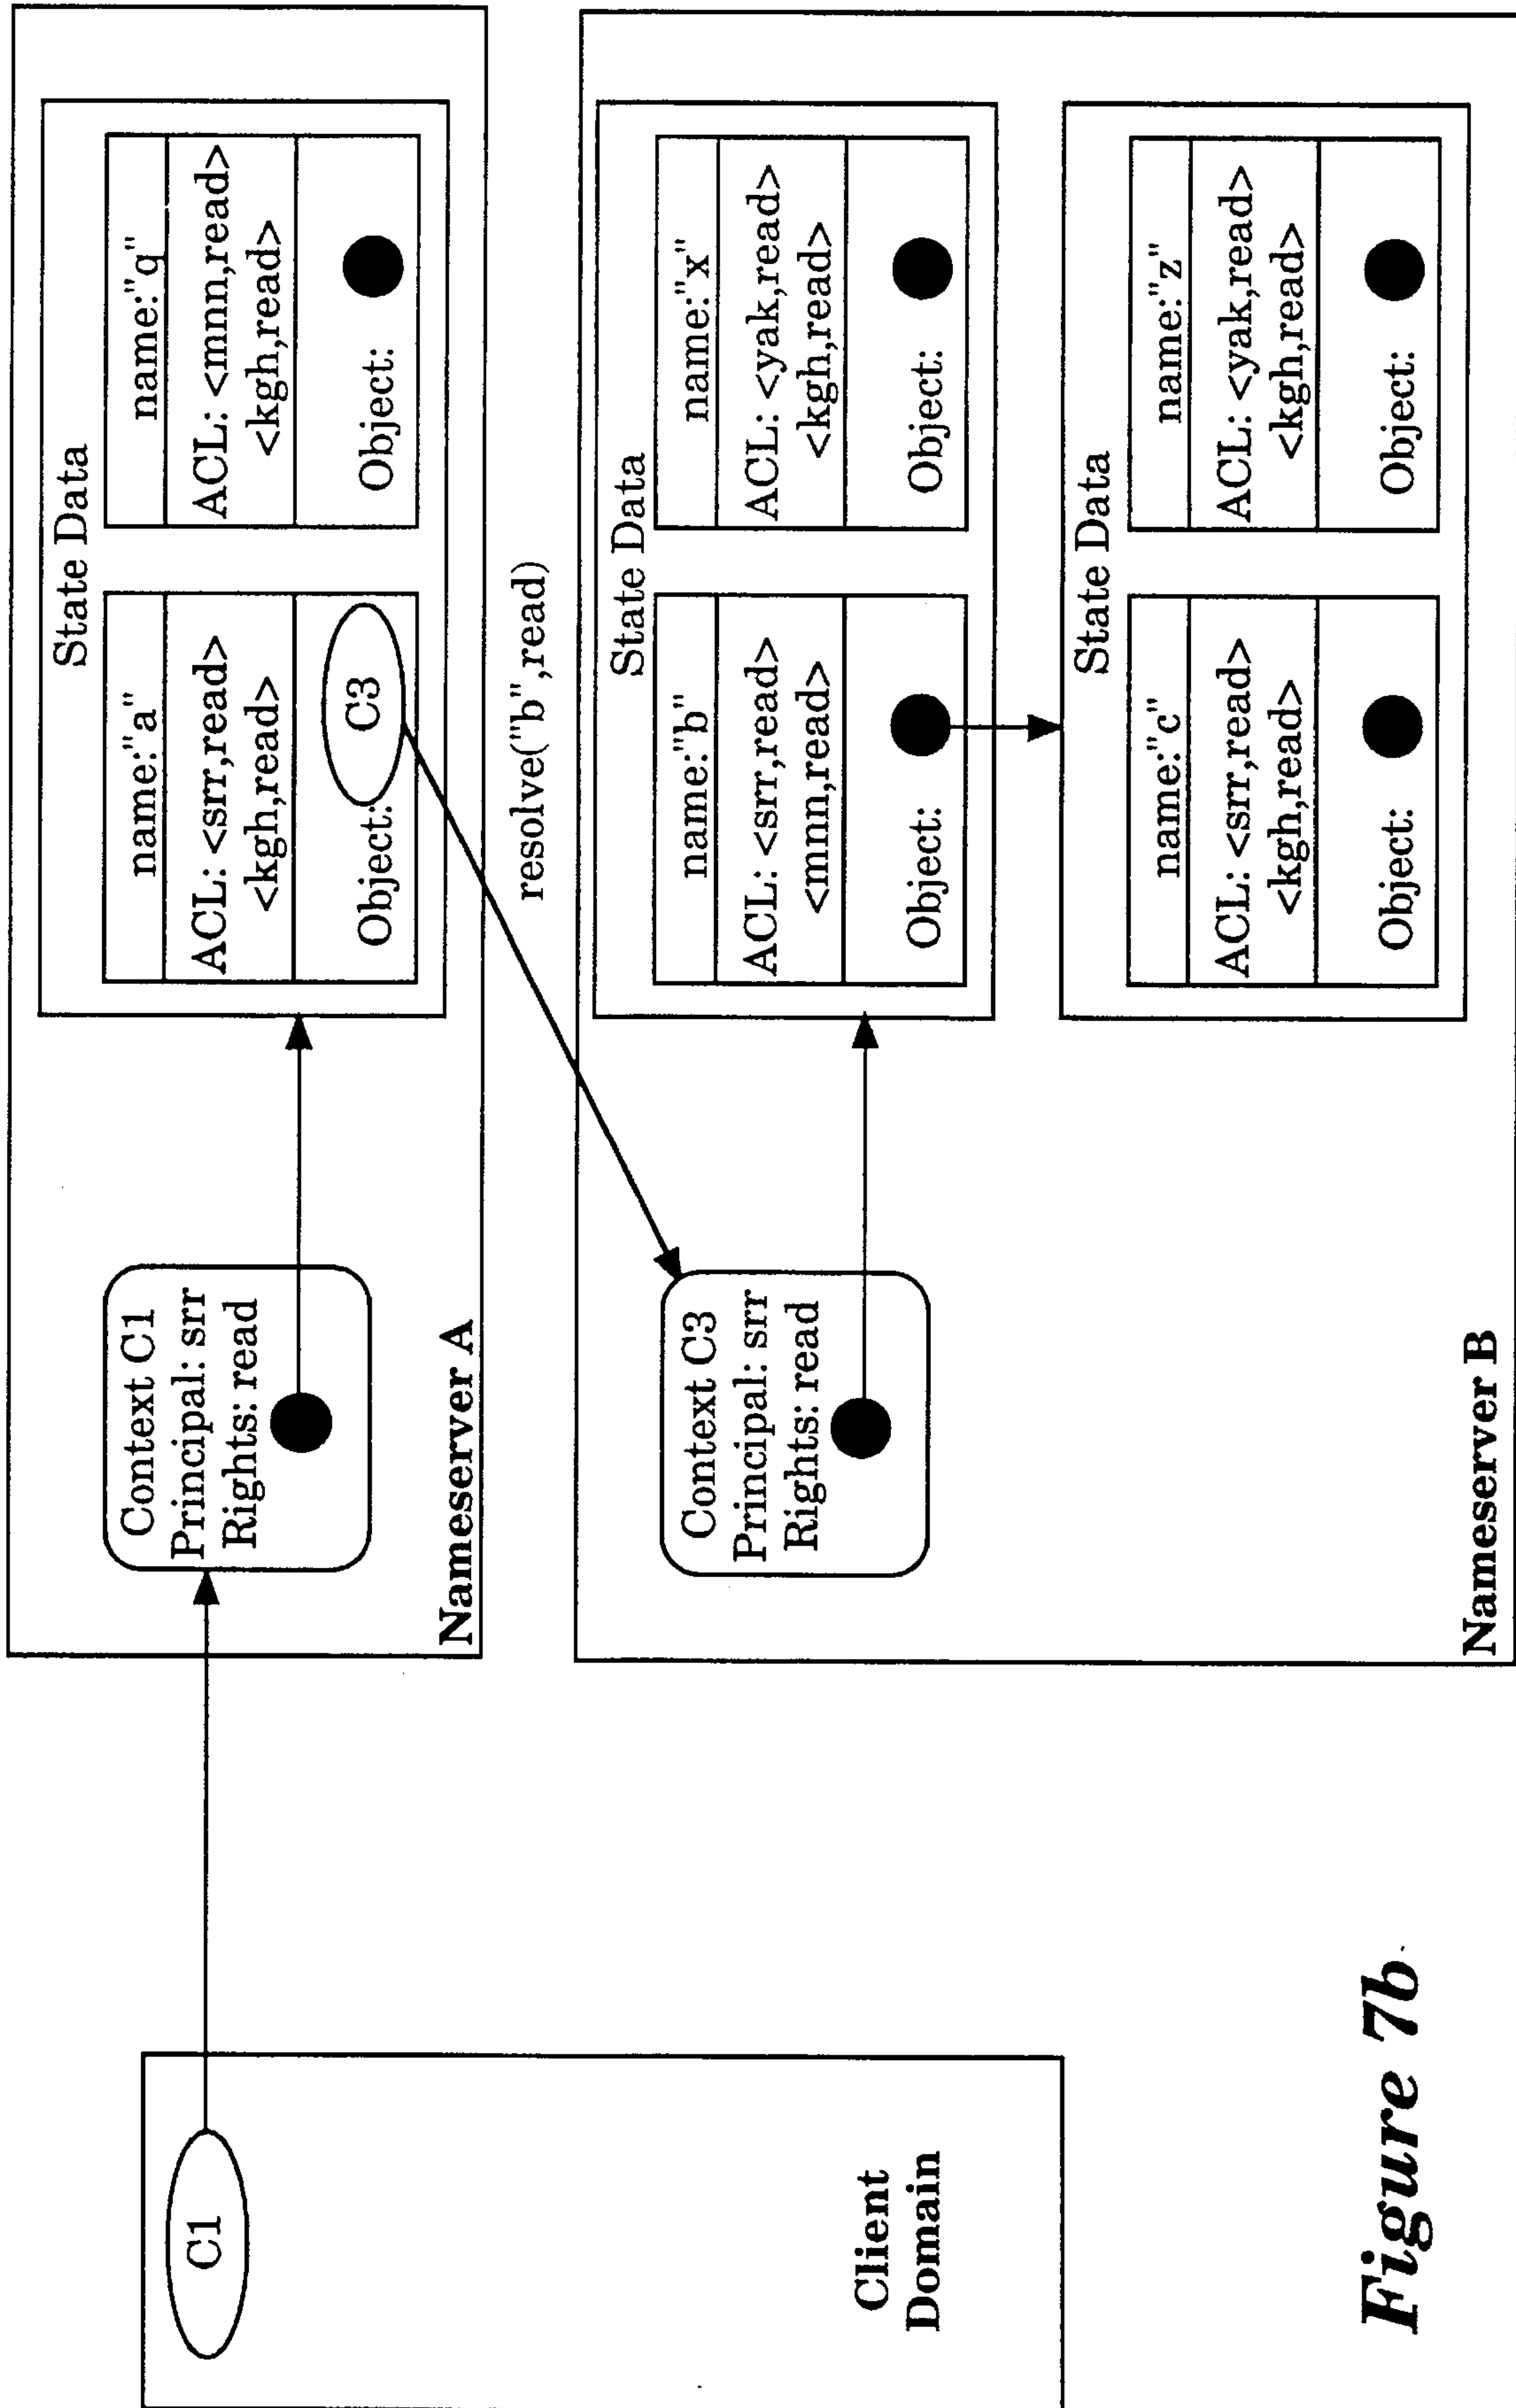 C1
Client
Domain
Context C1
Principal: srr
Rights: read
Nameserver A
State Data
name:"a"
ACL: <srr,read>
<kgh,read>
Object:
C3
name:"q"
ACL: <mnn,read>
<kgh,read>
Object:
resolve("b",read)
Context C3
Principal: srr
Rights: read
Nameserver B
State Data
name:"b"
ACL: <srr,read>
<mnn,read>
Object:
name:"x"
ACL: <yak,read>
<kgh,read>
Object:
State Data
name:"c"
ACL: <srr,read>
<kgh,read>
Object:
name:"z"
ACL: <yak,read>
<kgh,read>
Object:
Figure 7b